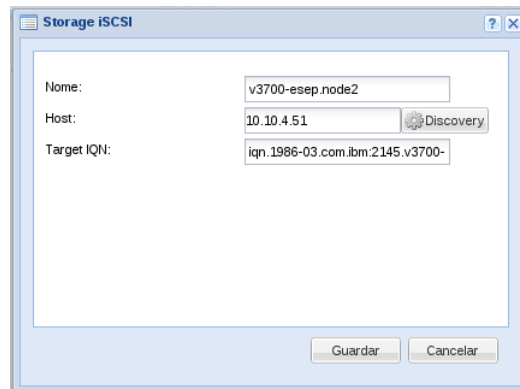 Storage iSCSI
Nome: v3700-esep.node2
Host: 10.10.4.51 Discovery
Target IQN: iqn.1986-03.com.ibm:2145.v3700-
Guardar Cancelar